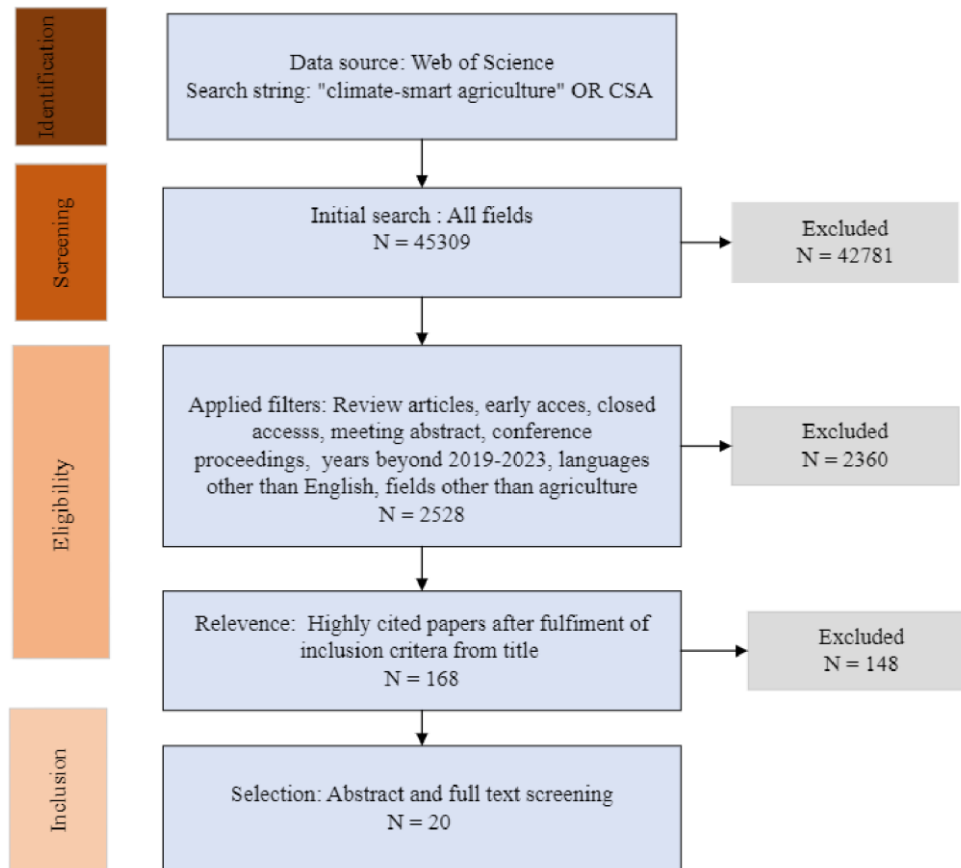 Identification
Data source: Web of Science
Search string: "climate-smart agriculture" OR CSA
Screening
Initial search : All fields
N = 45309
Excluded
N = 42781
Eligibility
Applied filters: Review articles, early acces, closed
accesss, meeting abstract, conference
proceedings, years beyond 2019-2023, languages
other than English, fields other than agriculture
N = 2528
Excluded
N = 2360
Relevence: Highly cited papers after fulfiment of
inclusion critera from title
N = 168
Excluded
N = 148
Inclusion
Selection: Abstract and full text screening
N = 20